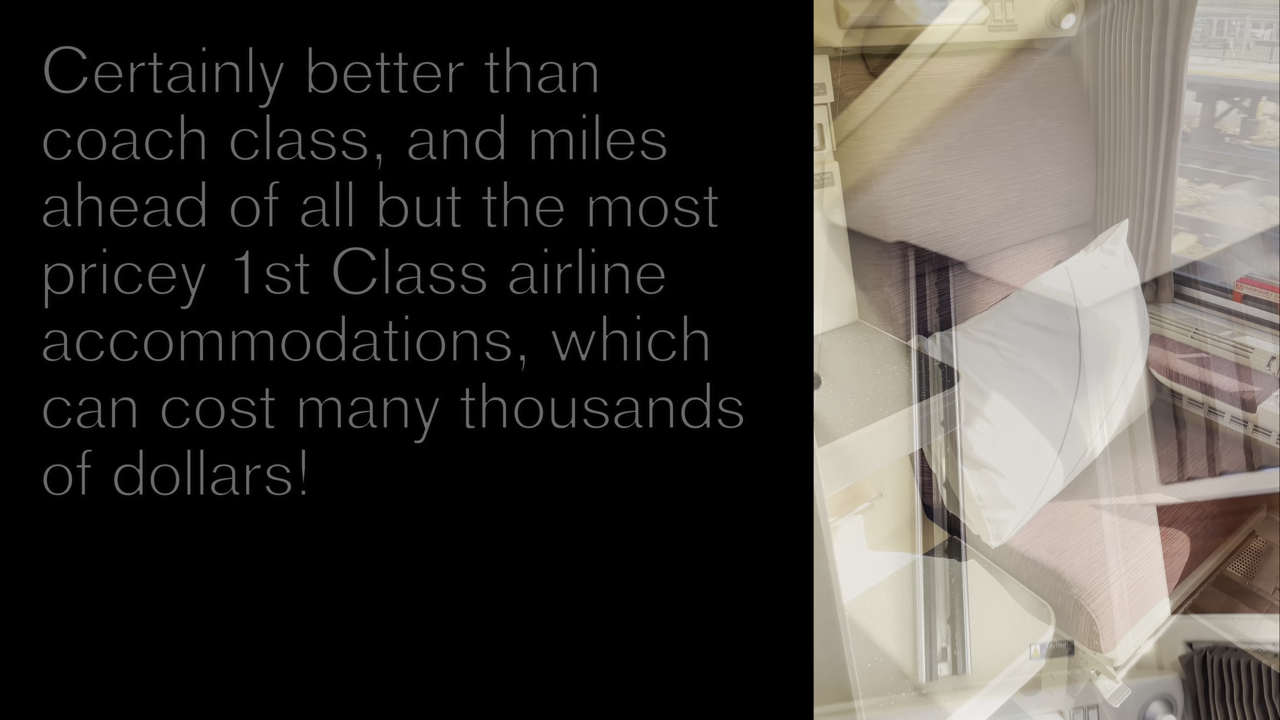 Certainly better than
coach class, and miles
ahead of all but the most
pricey 1st Class airline
accommodations, which
can cost many thousands
of dollars!